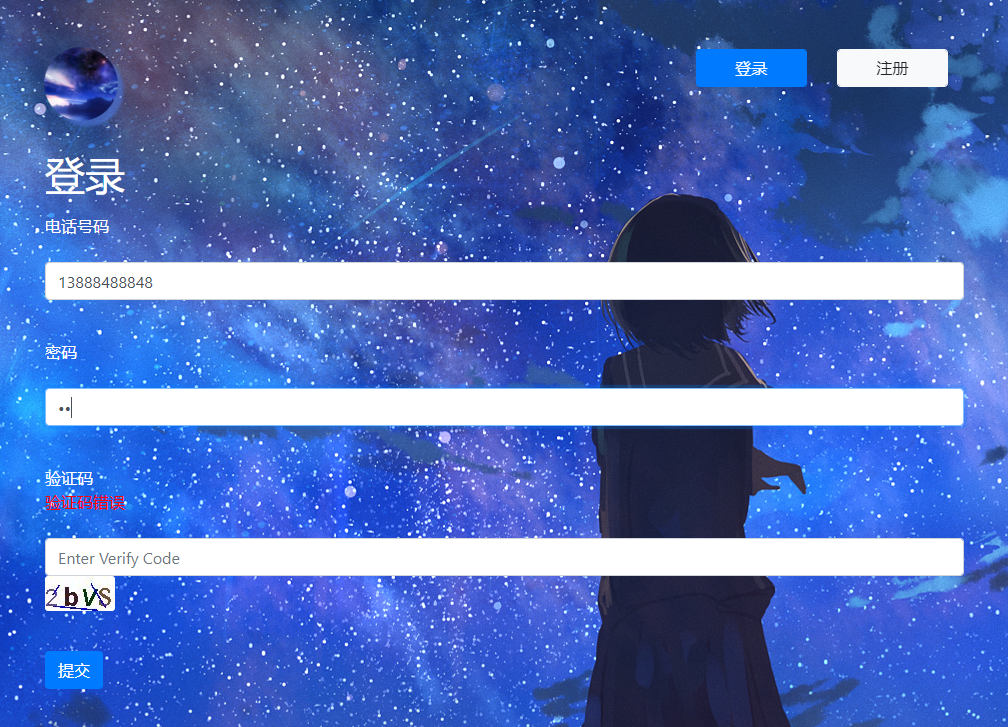 登录 注册
登录
电话号码
13888488848
密码
••
验证码
验证码错误
Enter Verify Code
2bVS
提交